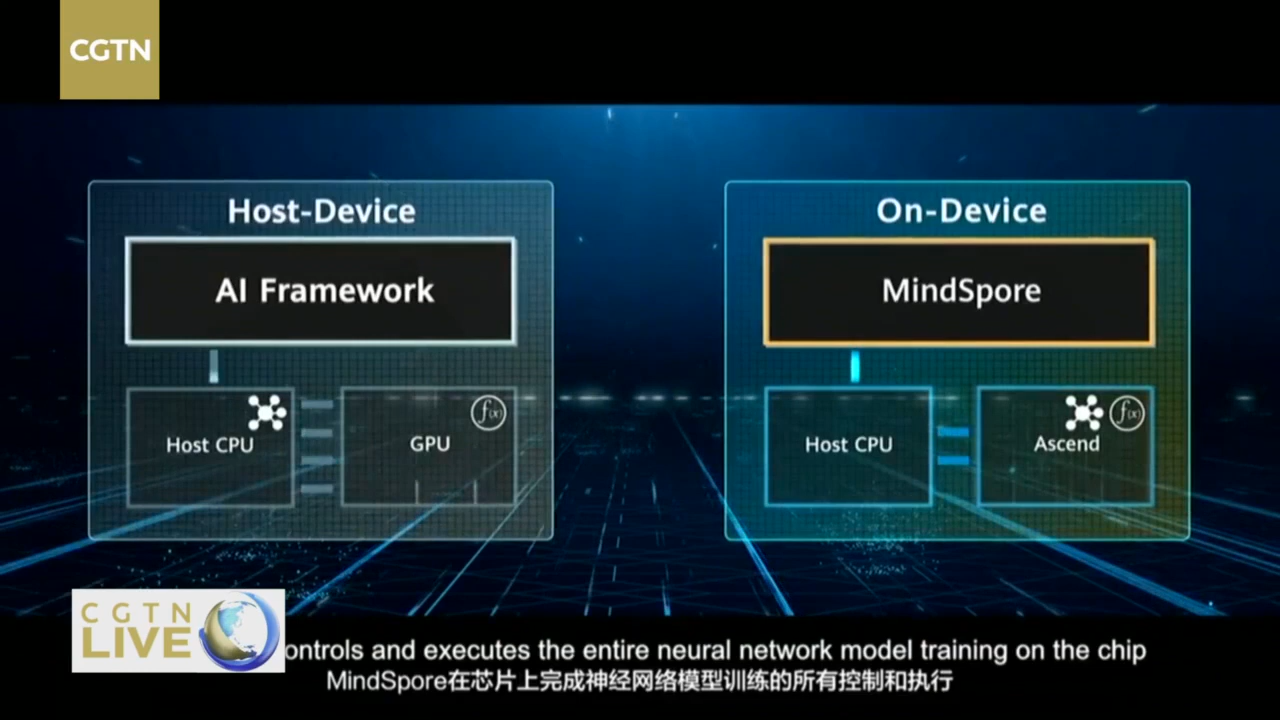 CGTN
Host-Device
On-Device
AI Framework
MindSpore
Host CPU
GPU
f(x)
Host CPU
Ascend
f(x)
CGTN
LIVE
ontrols and executes the entire neural network model training on the chip
MindSpore在芯片上完成神经网络模型训练的所有控制和执行